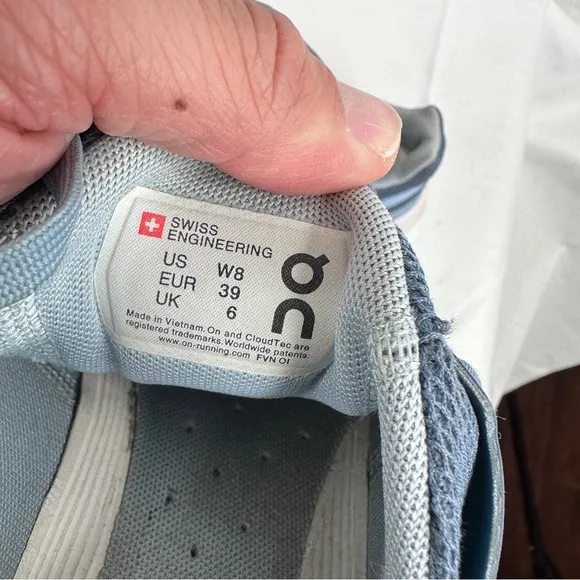 SWISS
ENGINEERING
US W8
EUR 39
UK 6
on
Made in Vietnam.On and CloudTec are
registered trademarks.Worldwide patents.
www.on-running.com FVN OI